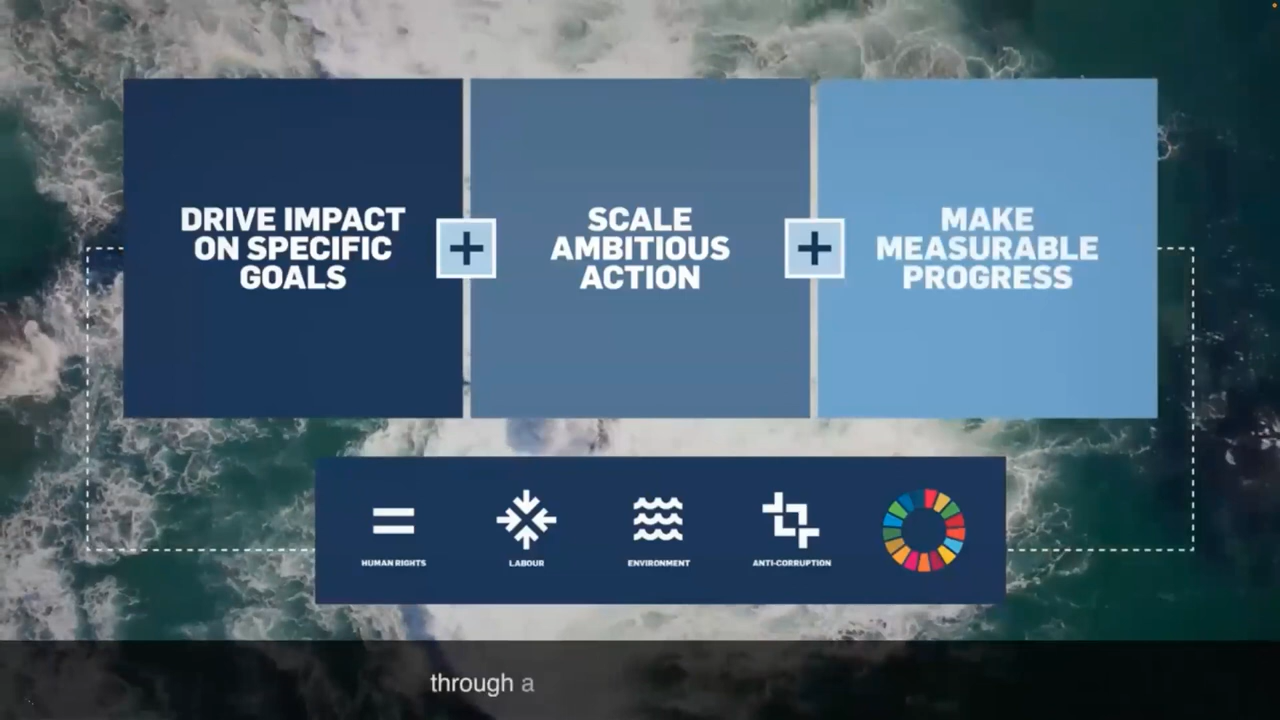 DRIVE IMPACT
ON SPECIFIC
GOALS
SCALE
AMBITIOUS
ACTION
MAKE
MEASURABLE
PROGRESS
HUMAN RIGHTS
LABOUR
ENVIRONMENT
ANTI-CORRUPTION
through a